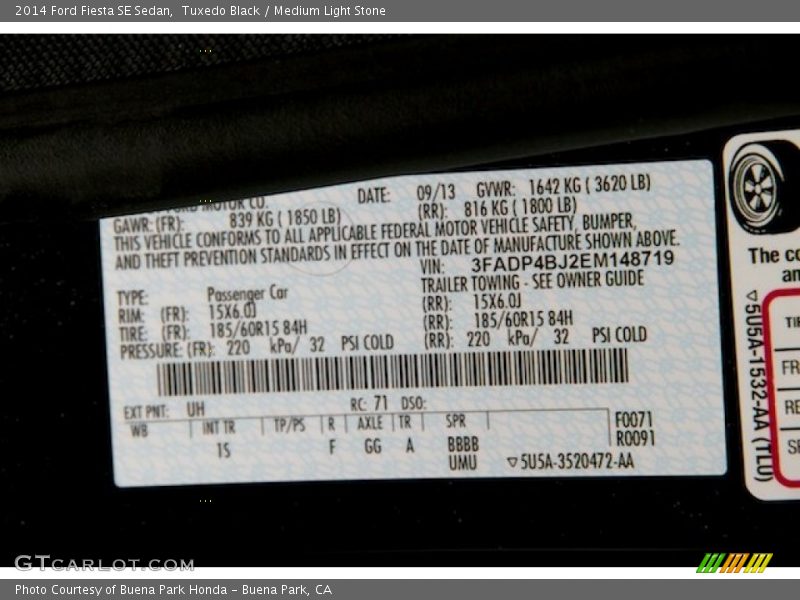 2014 Ford Fiesta SE Sedan, Tuxedo Black / Medium Light Stone
MOTOR CO. DATE: 09/13 GVWR: 1642 KG ( 3620 LB)
GAWR: (FR): 839 KG ( 1850 LB) (RR): 816 KG ( 1800 LB)
THIS VEHICLE CONFORMS TO ALL APPLICABLE FEDERAL MOTOR VEHICLE SAFETY, BUMPER,
AND THEFT PREVENTION STANDARDS IN EFFECT ON THE DATE OF MANUFACTURE SHOWN ABOVE.
VIN: 3FADP4BJ2EM148719
TYPE: Passenger Car TRAILER TOWING - SEE OWNER GUIDE
RIM: (FR): 15X6.0J (RR): 15X6.0J
TIRE: (FR): 185/60R15 84H (RR): 185/60R15 84H
PRESSURE: (FR): 220 kPa/ 32 PSI COLD (RR): 220 kPa/ 32 PSI COLD
EXT PNT: UH RC: 71 DSO:
WB INT TR TP/PS R AXLE TR SPR F0071
15 F GG A BBBB R0091
UMU ▽5U5A-3520472-AA
The
▽5U5A-1532-AA (TLU)
GTCARLOT.COM
Photo Courtesy of Buena Park Honda – Buena Park, CA